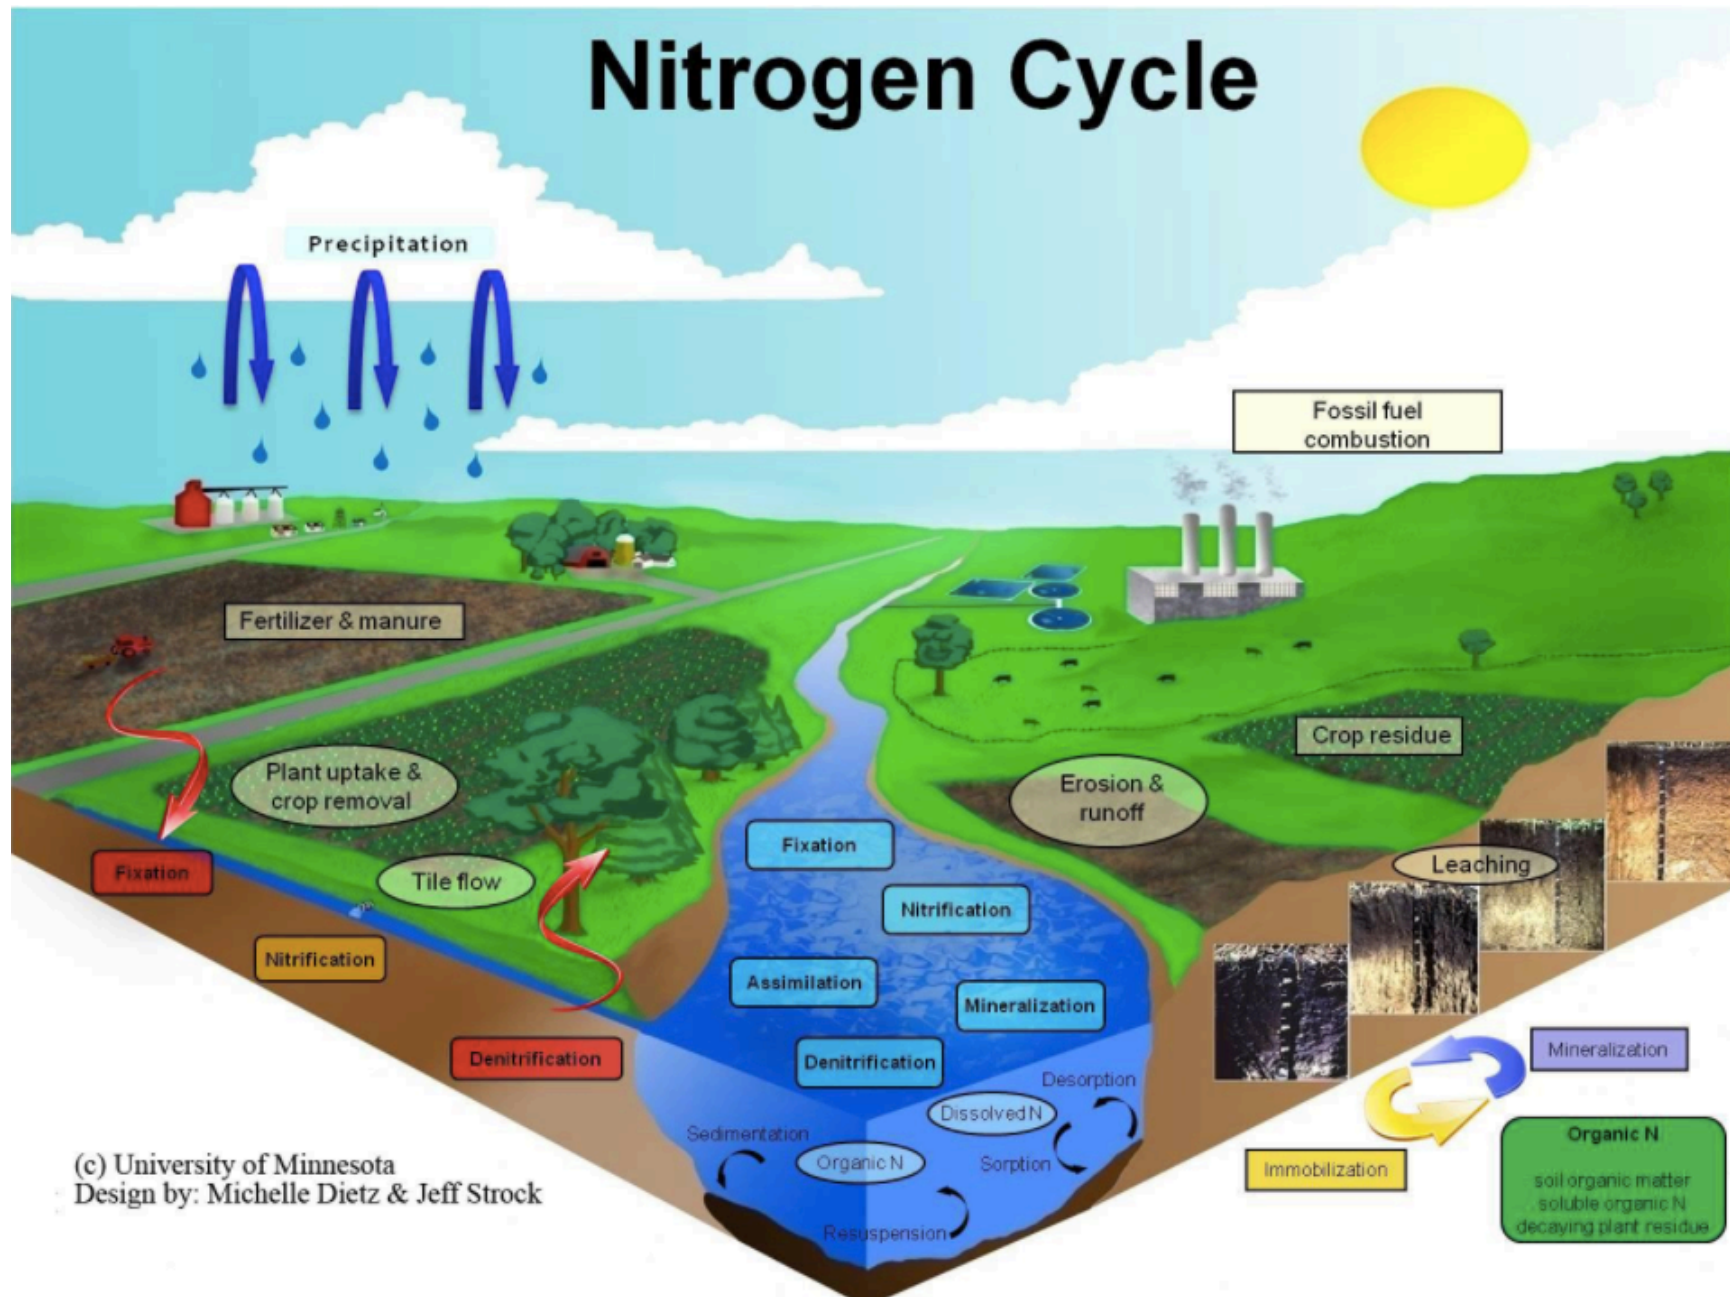 Nitrogen Cycle
Precipitation
Fossil fuel
combustion
Fertilizer & manure
Plant uptake &
crop removal
Crop residue
Erosion &
runoff
Fixation
Fixation
Leaching
Tile flow
Nitrification
Nitrification
Assimilation
Mineralization
Denitrification
Denitrification
Mineralization
Desorption
Dissolved N
Sedimentation
Organic N
Sorption
Immobilization
Resuspension
Organic N
soil organic matter
soluble organic N
decaying plant residue
(c) University of Minnesota
Design by: Michelle Dietz & Jeff Strock